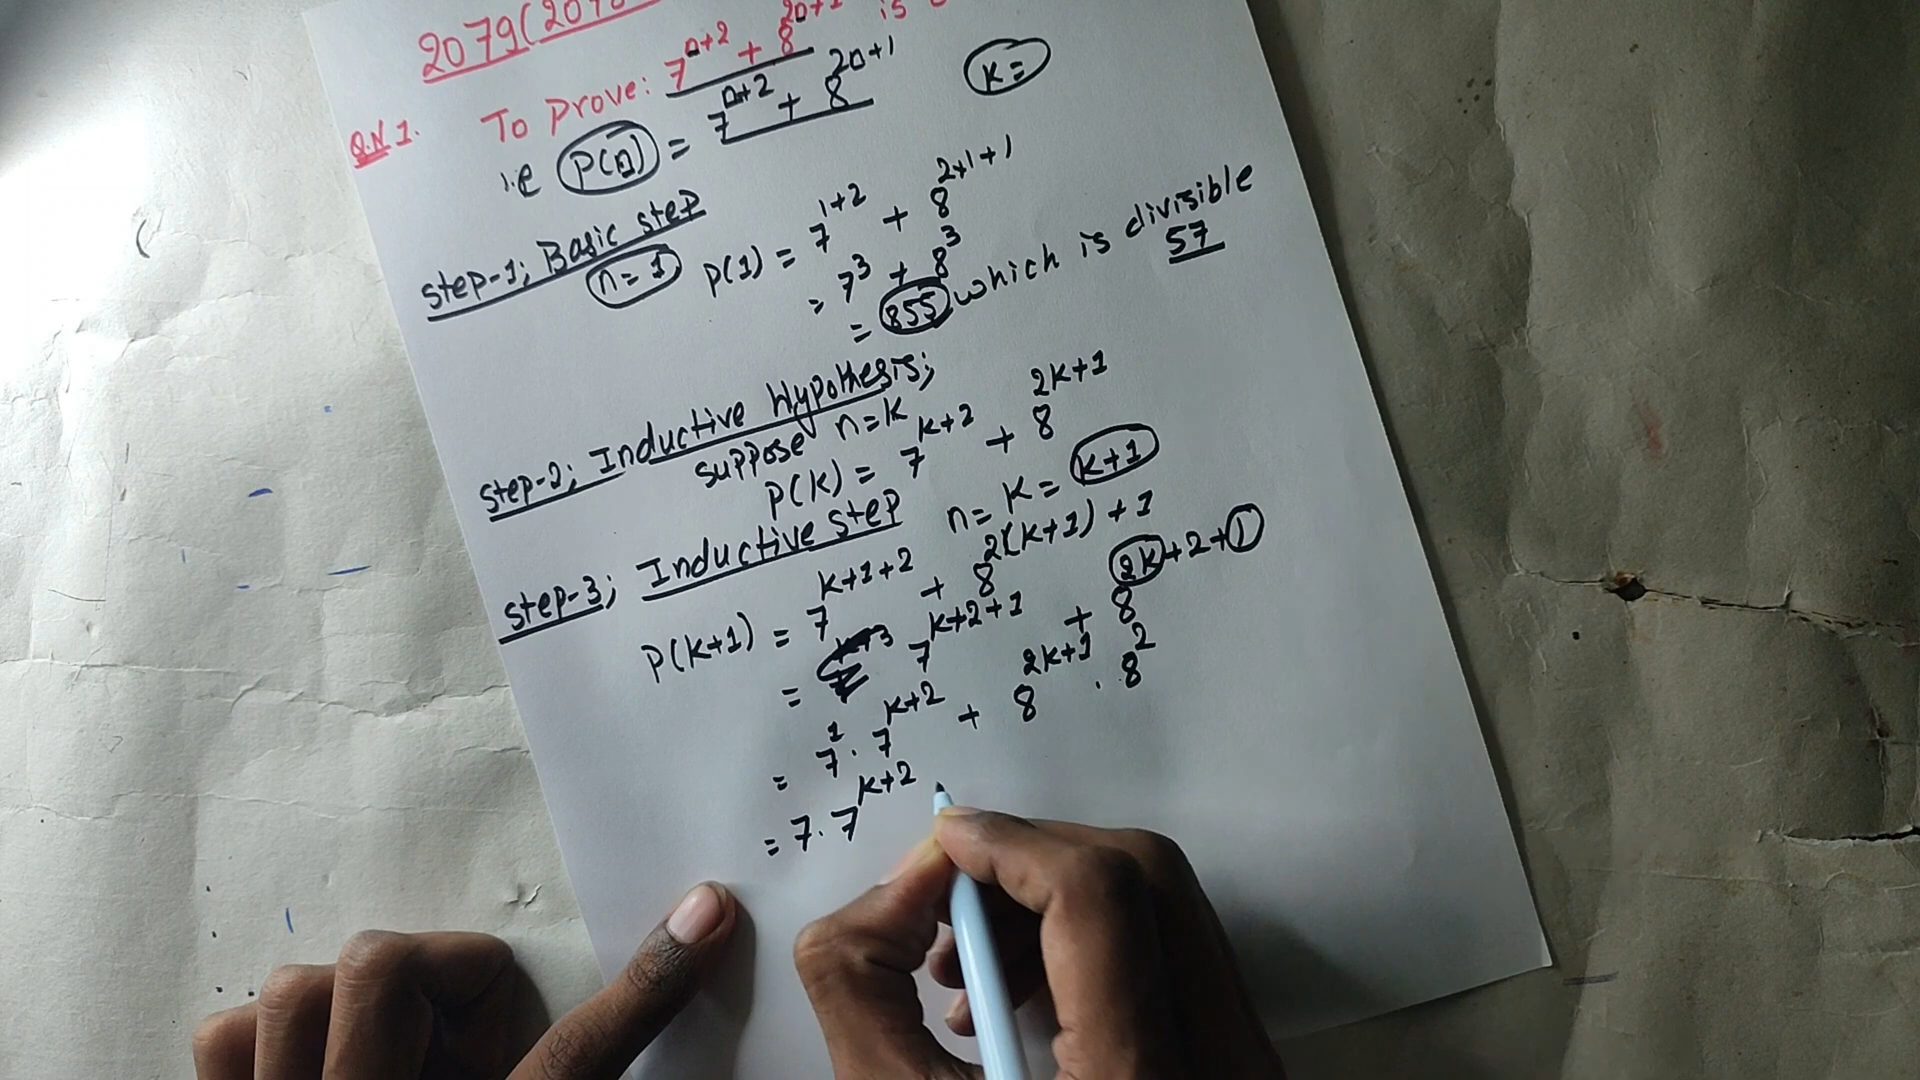 2079(20
Q.N 1. To Prove: 7^n+2 + 8^2n+1 is
i.e P(n) = 7^n+2 + 8^2n+1 K=
step-1; Basic step
n=1 P(1) = 7^1+2 + 8^2×1+1
= 7^3 + 8^3
= 855 which is divisible
57
step-2; Inductive Hypothesis;
suppose n=K
P(K) = 7^K+2 + 8^2K+1
step-3; Inductive step n= K= K+1
P(K+1) = 7^K+1+2 + 8^2(K+1)+1
= 7^K+2+1 + 8^2K+2+1
= 7^1 . 7^K+2 + 8^2K+1 . 8^2
= 7.7^K+2